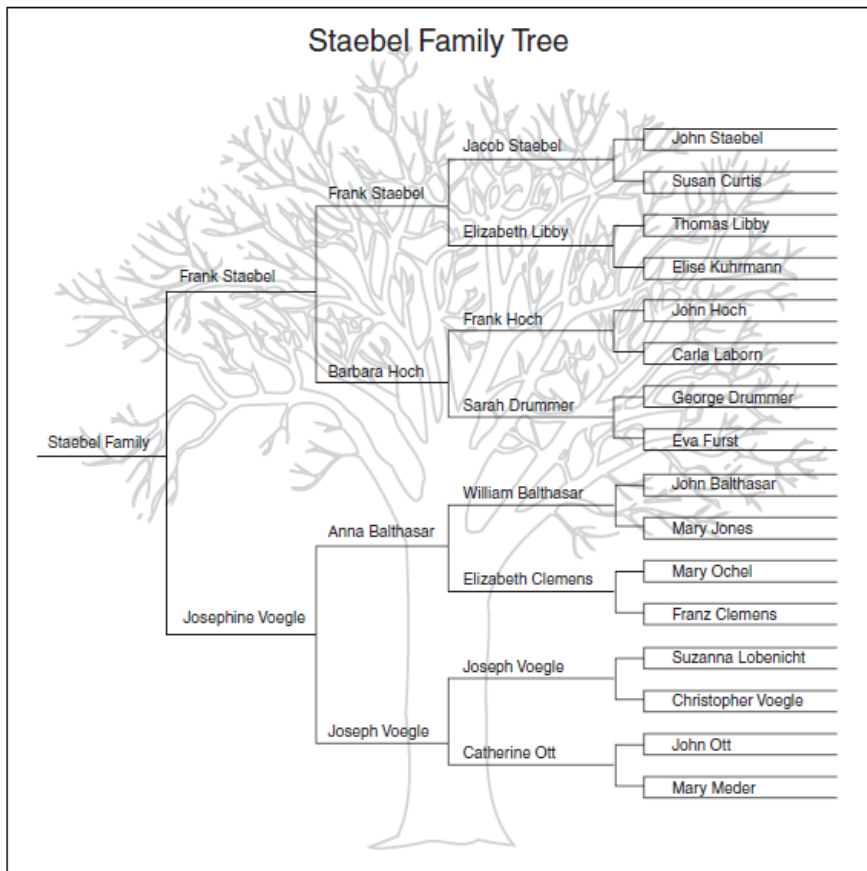 Staebel Family Tree
John Staebel
Jacob Staebel
Susan Curtis
Frank Staebel
Thomas Libby
Elizabeth Libby
Elise Kuhrmann
Frank Staebel
John Hoch
Frank Hoch
Carla Laborn
Barbara Hoch
George Drummer
Sarah Drummer
Eva Furst
Staebel Family
John Balthasar
William Balthasar
Mary Jones
Anna Balthasar
Mary Ochel
Elizabeth Clemens
Franz Clemens
Josephine Voegle
Suzanna Lobenicht
Joseph Voegle
Christopher Voegle
Joseph Voegle
John Ott
Catherine Ott
Mary Meder